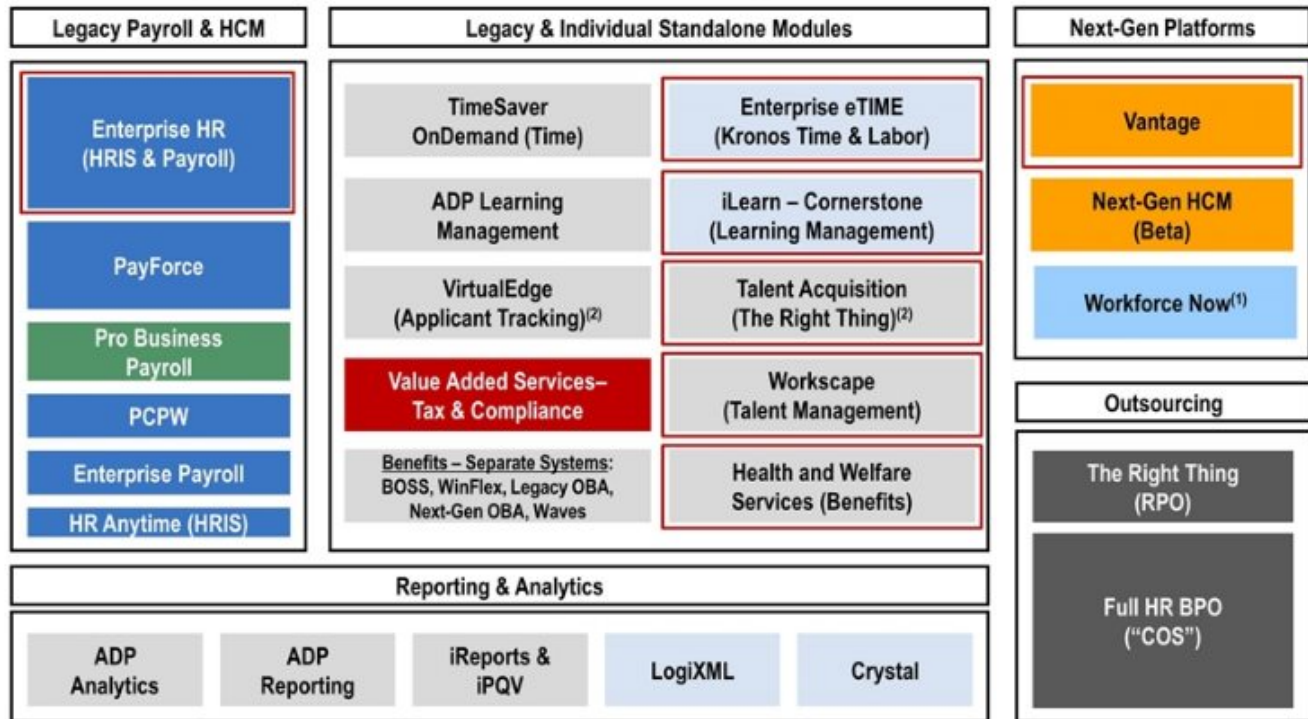 Legacy Payroll & HCM
Enterprise HR
(HRIS & Payroll)
PayForce
Pro Business
Payroll
PCPW
Enterprise Payroll
HR Anytime (HRIS)
Legacy & Individual Standalone Modules
TimeSaver
OnDemand (Time)
Enterprise eTIME
(Kronos Time & Labor)
ADP Learning
Management
iLearn – Cornerstone
(Learning Management)
VirtualEdge
(Applicant Tracking)(2)
Talent Acquisition
(The Right Thing)(2)
Value Added Services–
Tax & Compliance
Workscape
(Talent Management)
Benefits – Separate Systems:
BOSS, WinFlex, Legacy OBA,
Next-Gen OBA, Waves
Health and Welfare
Services (Benefits)
Next-Gen Platforms
Vantage
Next-Gen HCM
(Beta)
Workforce Now(1)
Outsourcing
The Right Thing
(RPO)
Full HR BPO
(“COS”)
Reporting & Analytics
ADP
Analytics
ADP
Reporting
iReports &
iPQV
LogiXML
Crystal